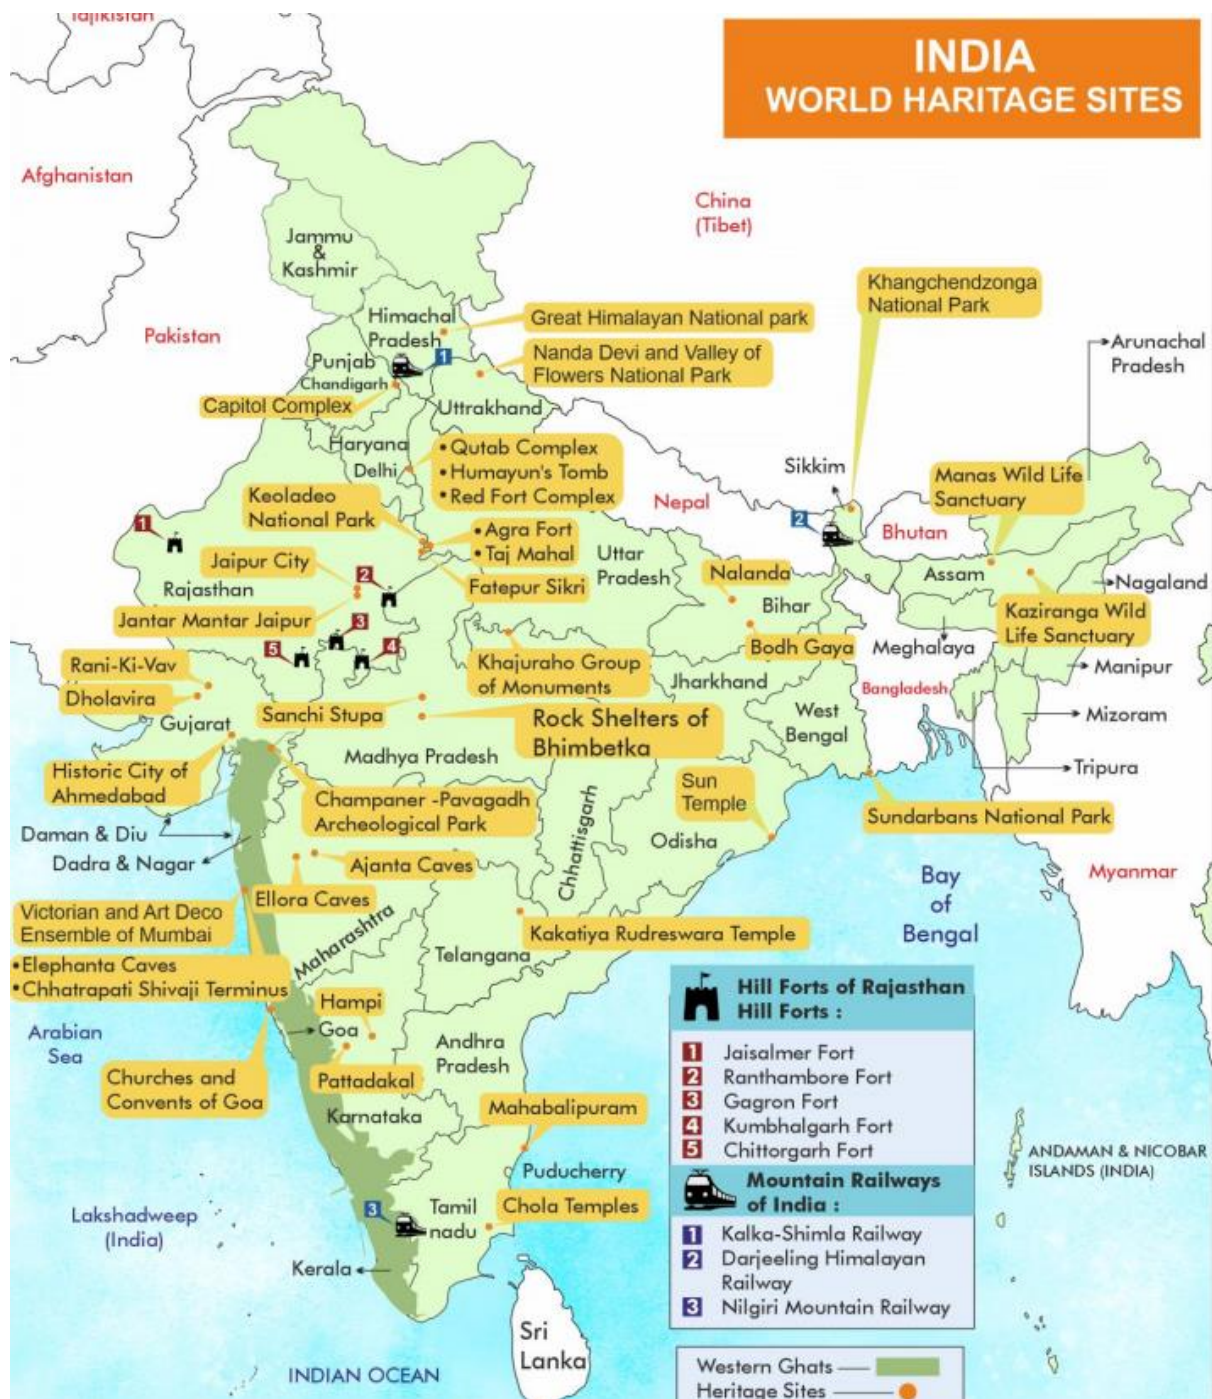 Tajikistan
INDIA
WORLD HARITAGE SITES
Afghanistan
China
(Tibet)
Jammu
&
Kashmir
Khangchendzonga
National Park
Himachal
Pradesh
Great Himalayan National park
Pakistan
1
Nanda Devi and Valley of
Flowers National Park
Arunachal
Pradesh
Punjab
Chandigarh
Capitol Complex
Uttrakhand
Haryana
Delhi
• Qutab Complex
• Humayun's Tomb
• Red Fort Complex
Sikkim
Manas Wild Life
Sanctuary
Keoladeo
National Park
Nepal
2
Bhutan
1
• Agra Fort
• Taj Mahal
Uttar
Pradesh
Jaipur City
Nalanda
Assam
Nagaland
Rajasthan
2
Fatepur Sikri
Bihar
Kaziranga Wild
Life Sanctuary
Jantar Mantar Jaipur
3
Bodh Gaya
Meghalaya
5
4
Rani-Ki-Vav
Khajuraho Group
of Monuments
Manipur
Dholavira
Jharkhand
Bangladesh
Gujarat
Sanchi Stupa
Rock Shelters of
Bhimbetka
West
Bengal
Mizoram
Madhya Pradesh
Historic City of
Ahmedabad
Sun
Temple
Tripura
Champaner -Pavagadh
Archeological Park
Chhattisgarh
Sundarbans National Park
Daman & Diu
Odisha
Dadra & Nagar
Ajanta Caves
Myanmar
Ellora Caves
Bay
of
Bengal
Victorian and Art Deco
Ensemble of Mumbai
Maharashtra
Kakatiya Rudreswara Temple
Telangana
• Elephanta Caves
• Chhatrapati Shivaji Terminus
Hampi
Arabian
Sea
Goa
Andhra
Pradesh
Churches and
Convents of Goa
Pattadakal
Karnataka
Mahabalipuram
Puducherry
Lakshadweep
(India)
3
Tamil
nadu
Chola Temples
Kerala
Sri
Lanka
INDIAN OCEAN
ANDAMAN & NICOBAR
ISLANDS (INDIA)
Hill Forts of Rajasthan
Hill Forts :
1 Jaisalmer Fort
2 Ranthambore Fort
3 Gagron Fort
4 Kumbhalgarh Fort
5 Chittorgarh Fort
Mountain Railways
of India :
1 Kalka-Shimla Railway
2 Darjeeling Himalayan
Railway
3 Nilgiri Mountain Railway
Western Ghats
Heritage Sites